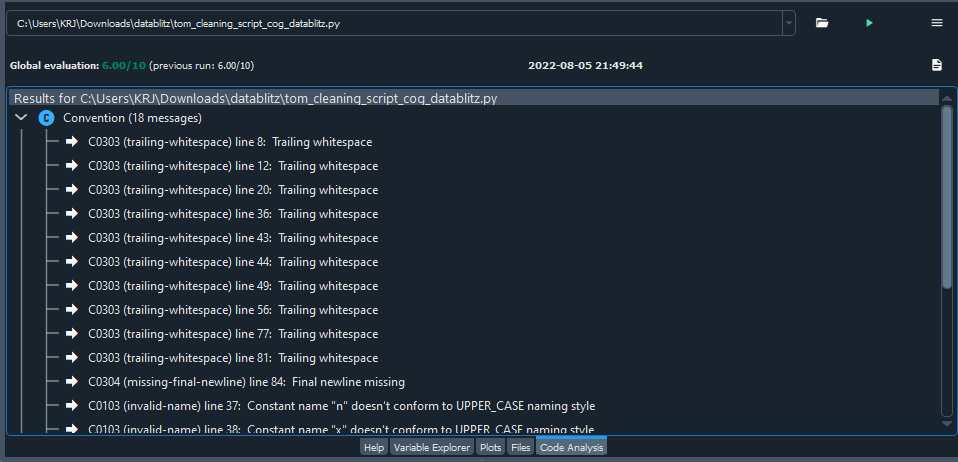 C:\Users\KRJ\Downloads\datablitz\tom_cleaning_script_cog_datablitz.py
Global evaluation: 6.00/10 (previous run: 6.00/10) 2022-08-05 21:49:44
Results for C:\Users\KRJ\Downloads\datablitz\tom_cleaning_script_cog_datablitz.py
C Convention (18 messages)
C0303 (trailing-whitespace) line 8: Trailing whitespace
C0303 (trailing-whitespace) line 12: Trailing whitespace
C0303 (trailing-whitespace) line 20: Trailing whitespace
C0303 (trailing-whitespace) line 36: Trailing whitespace
C0303 (trailing-whitespace) line 43: Trailing whitespace
C0303 (trailing-whitespace) line 44: Trailing whitespace
C0303 (trailing-whitespace) line 49: Trailing whitespace
C0303 (trailing-whitespace) line 56: Trailing whitespace
C0303 (trailing-whitespace) line 77: Trailing whitespace
C0303 (trailing-whitespace) line 81: Trailing whitespace
C0304 (missing-final-newline) line 84: Final newline missing
C0103 (invalid-name) line 37: Constant name "n" doesn't conform to UPPER_CASE naming style
C0103 (invalid-name) line 38: Constant name "x" doesn't conform to UPPER_CASE naming style
Help Variable Explorer Plots Files Code Analysis